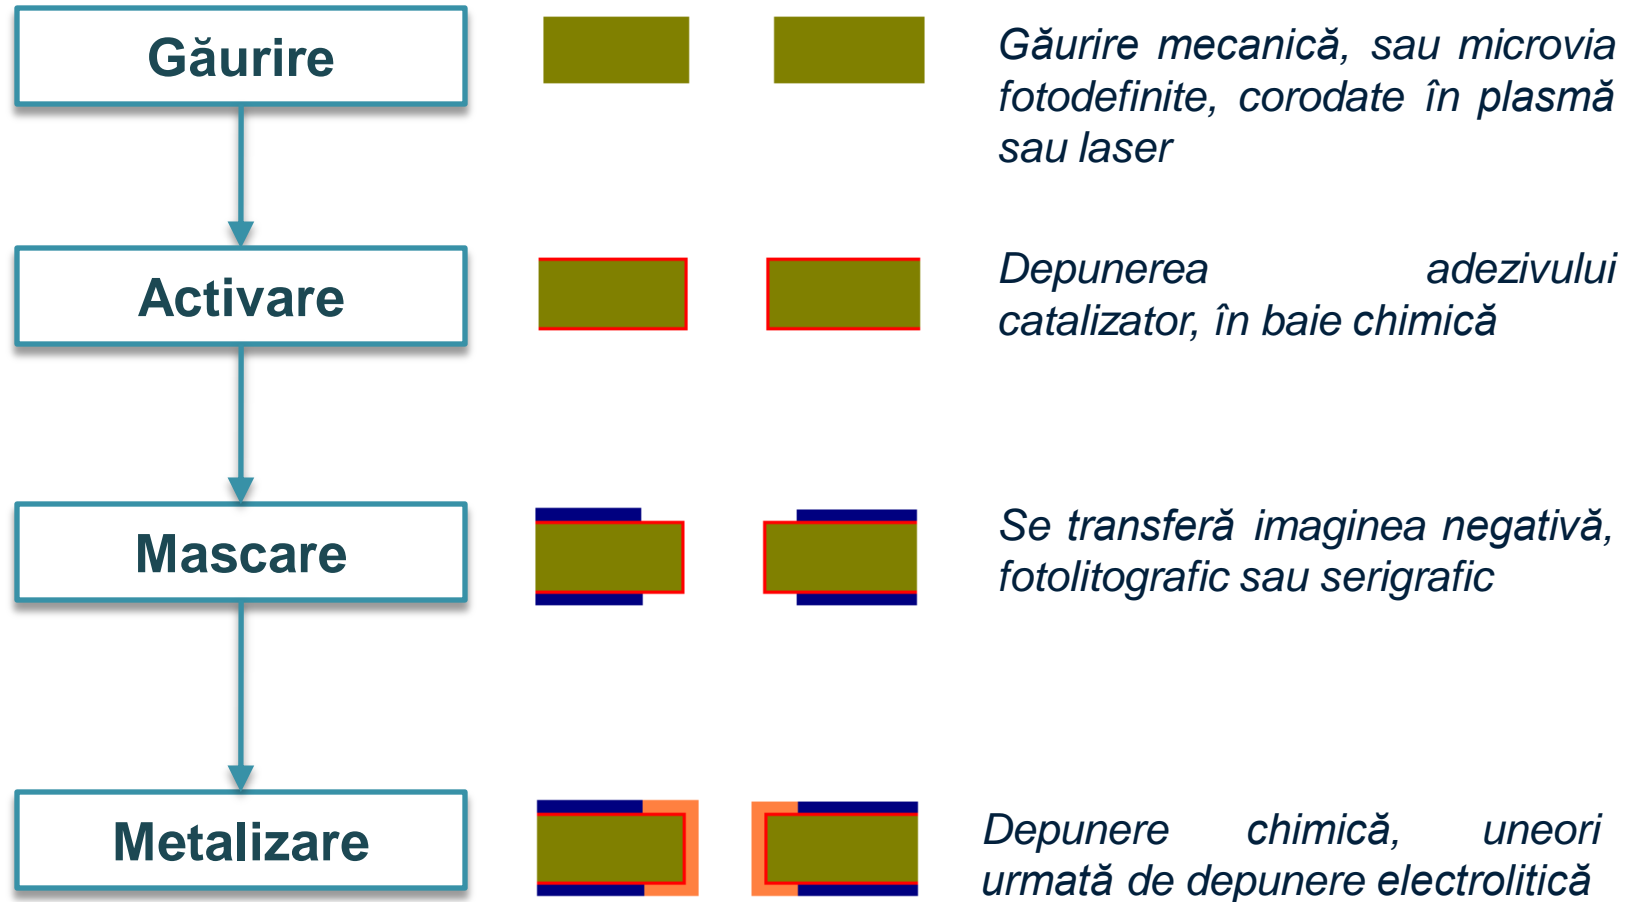 Găurire
Găurire mecanică, sau microvia
fotodefinite, corodate în plasmă
sau laser
Activare
Depunerea adezivului
catalizator, în baie chimică
Mascare
Se transferă imaginea negativă,
fotolitografic sau serigrafic
Metalizare
Depunere chimică, uneori
urmată de depunere electrolitică